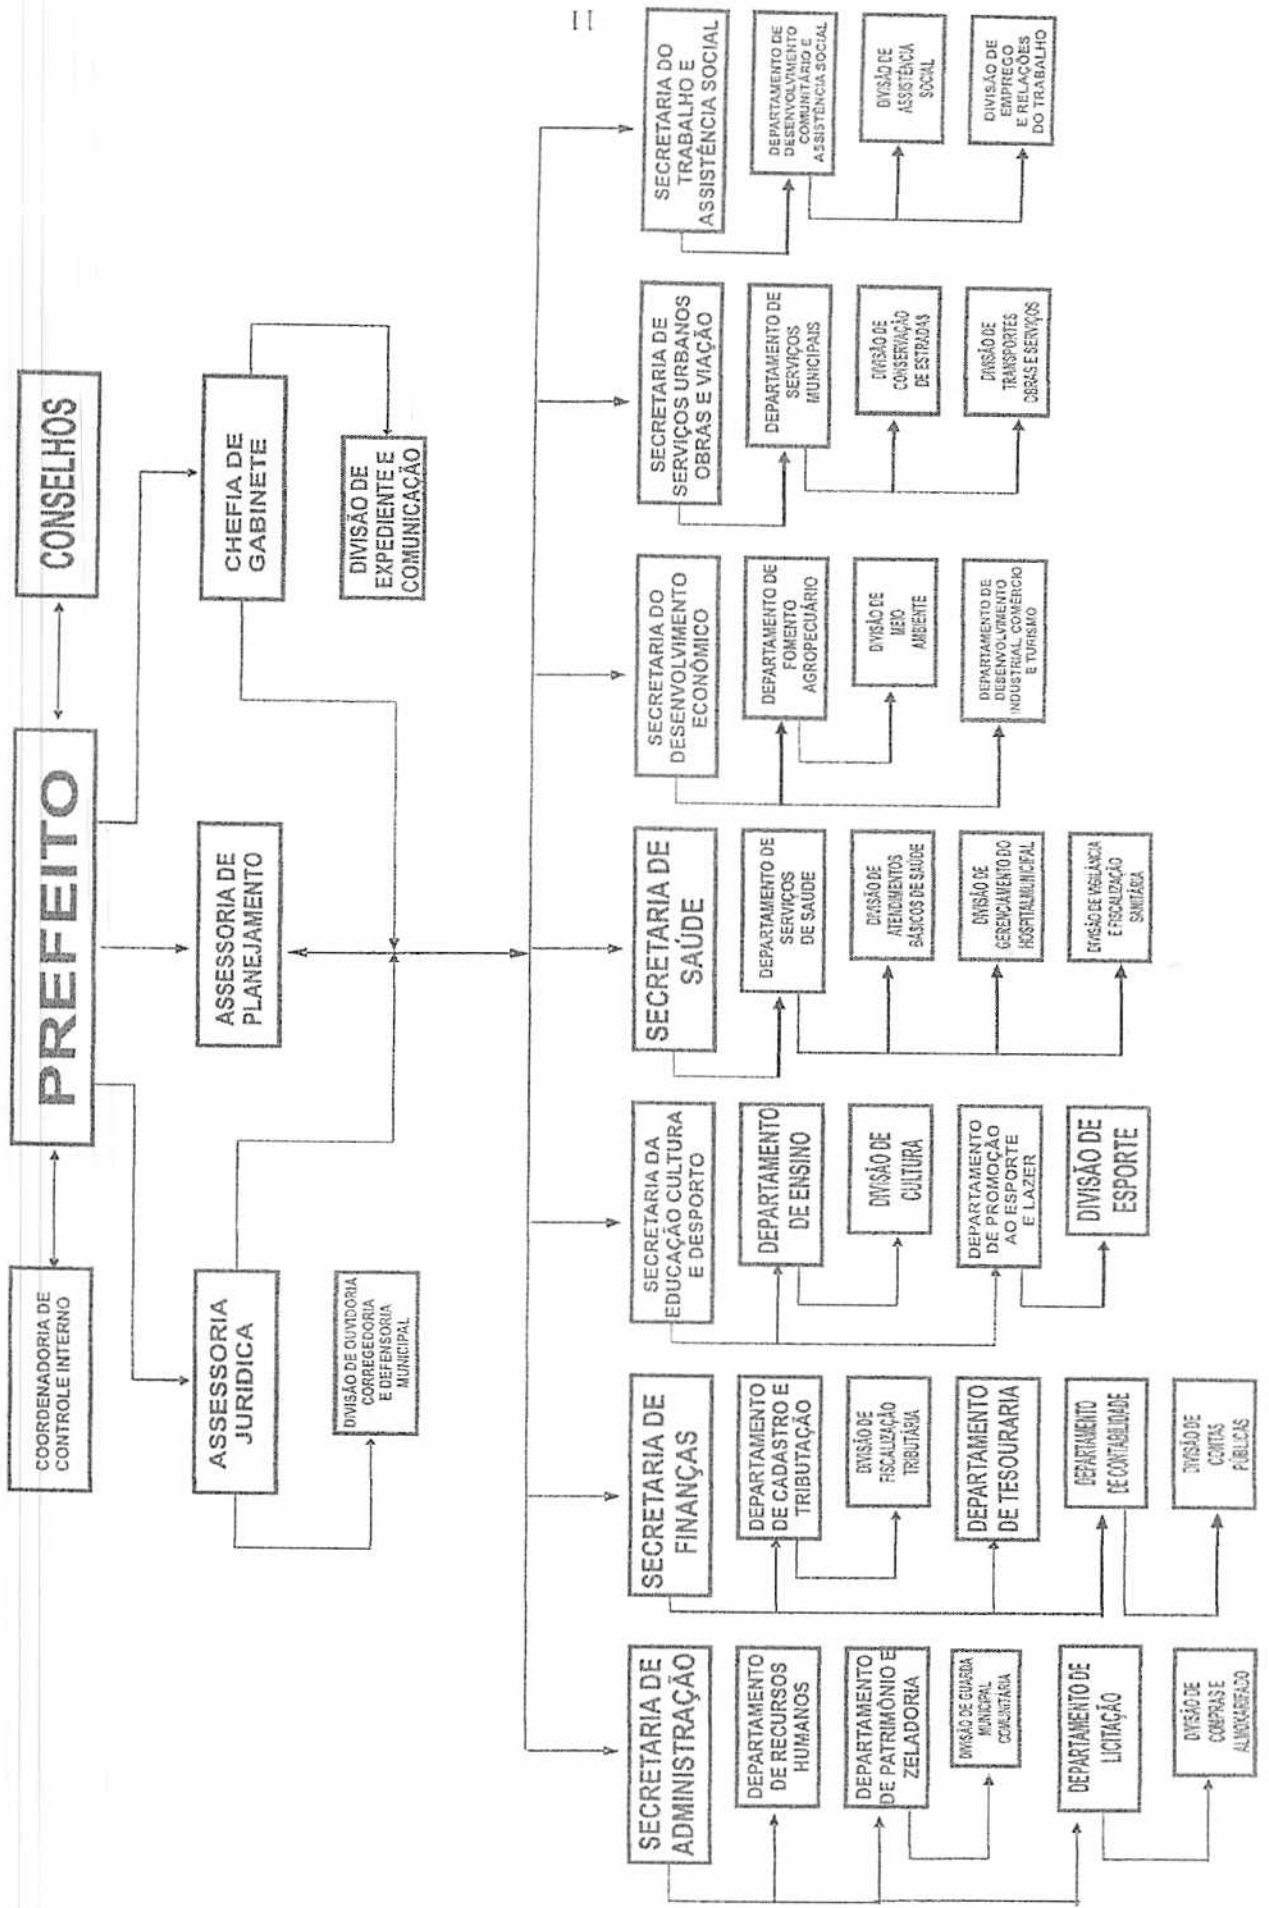 11
COORDENADORIA DE
CONTROLE INTERNO
PREFEITO
CONSELHOS
ASSESSORIA
JURIDICA
ASSESSORIA DE
PLANEJAMENTO
CHEFIA DE
GABINETE
DIVISÃO DE OUVIDORIA
CORREGEDORIA
E DEFENSORIA
MUNICIPAL
DIVISÃO DE
EXPEDIENTE E
COMUNICAÇÃO
SECRETARIA DE
ADMINISTRAÇÃO
DEPARTAMENTO
DE RECURSOS
HUMANOS
DEPARTAMENTO
DE PATRIMÔNIO E
ZELADORIA
DIVISÃO DE GUARDA
MUNICIPAL
COMUNITÁRIA
DEPARTAMENTO DE
LICITAÇÃO
DIVISÃO DE
COMPRAS E
ALMOXARIFADO
SECRETARIA DE
FINANÇAS
DEPARTAMENTO
DE CADASTRO E
TRIBUTAÇÃO
DIVISÃO DE
FISCALIZAÇÃO
TRIBUTÁRIA
DEPARTAMENTO
DE TESOURARIA
DEPARTAMENTO
DE CONTABILIDADE
DIVISÃO DE
CONTAS
PÚBLICAS
SECRETARIA DA
EDUCAÇÃO CULTURA
E DESPORTO
DEPARTAMENTO
DE ENSINO
DIVISÃO DE
CULTURA
DEPARTAMENTO
DE PROMOÇÃO
AO ESPORTE
E LAZER
DIVISÃO DE
ESPORTE
SECRETARIA DE
SAÚDE
DEPARTAMENTO DE
SERVIÇOS
DE SAUDE
DIVISÃO DE
ATENDIMENTOS
BÁSICOS DE SAÚDE
DIVISÃO DE
GERENCIAMENTO DO
HOSPITAL MUNICIPAL
DIVISÃO DE VIGILÂNCIA
E FISCALIZAÇÃO
SANITÁRIA
SECRETARIA DO
DESENVOLVIMENTO
ECONÔMICO
DEPARTAMENTO DE
FOMENTO
AGROPECUÁRIO
DIVISÃO DE
MEIO
AMBIENTE
DEPARTAMENTO DE
DESENVOLVIMENTO
INDUSTRIAL, COMÉRCIO
E TURISMO
SECRETARIA DE
SERVIÇOS URBANOS
OBRAS E VIAÇÃO
DEPARTAMENTO DE
SERVIÇOS
MUNICIPAIS
DIVISÃO DE
CONSERVAÇÃO
DE ESTRADAS
DIVISÃO DE
TRANSPORTES
OBRAS E SERVIÇOS
SECRETARIA DO
TRABALHO E
ASSISTÊNCIA SOCIAL
DEPARTAMENTO DE
DESENVOLVIMENTO
COMUNITÁRIO E
ASSISTÊNCIA SOCIAL
DIVISÃO DE
ASSISTÊNCIA
SOCIAL
DIVISÃO DE
EMPREGO
E RELAÇÕES
DO TRABALHO